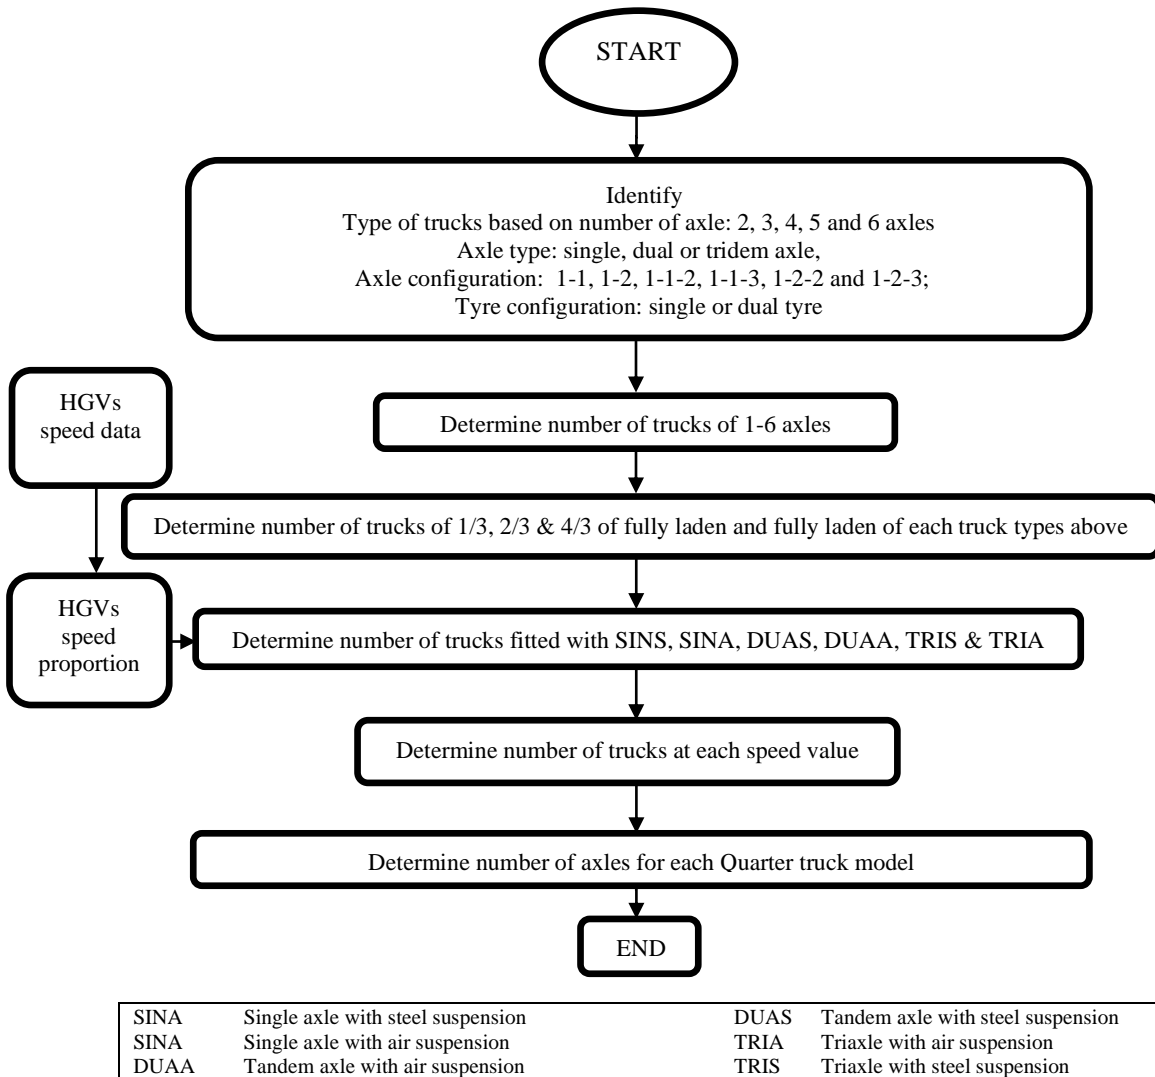 START
Identify
Type of trucks based on number of axle: 2, 3, 4, 5 and 6 axles
Axle type: single, dual or tridem axle,
Axle configuration: 1-1, 1-2, 1-1-2, 1-1-3, 1-2-2 and 1-2-3;
Tyre configuration: single or dual tyre
HGVs
speed data
Determine number of trucks of 1-6 axles
Determine number of trucks of 1/3, 2/3 & 4/3 of fully laden and fully laden of each truck types above
HGVs
speed
proportion
Determine number of trucks fitted with SINS, SINA, DUAS, DUAA, TRIS & TRIA
Determine number of trucks at each speed value
Determine number of axles for each Quarter truck model
END
SINA Single axle with steel suspension DUAS Tandem axle with steel suspension
SINA Single axle with air suspension TRIA Triaxle with air suspension
DUAA Tandem axle with air suspension TRIS Triaxle with steel suspension